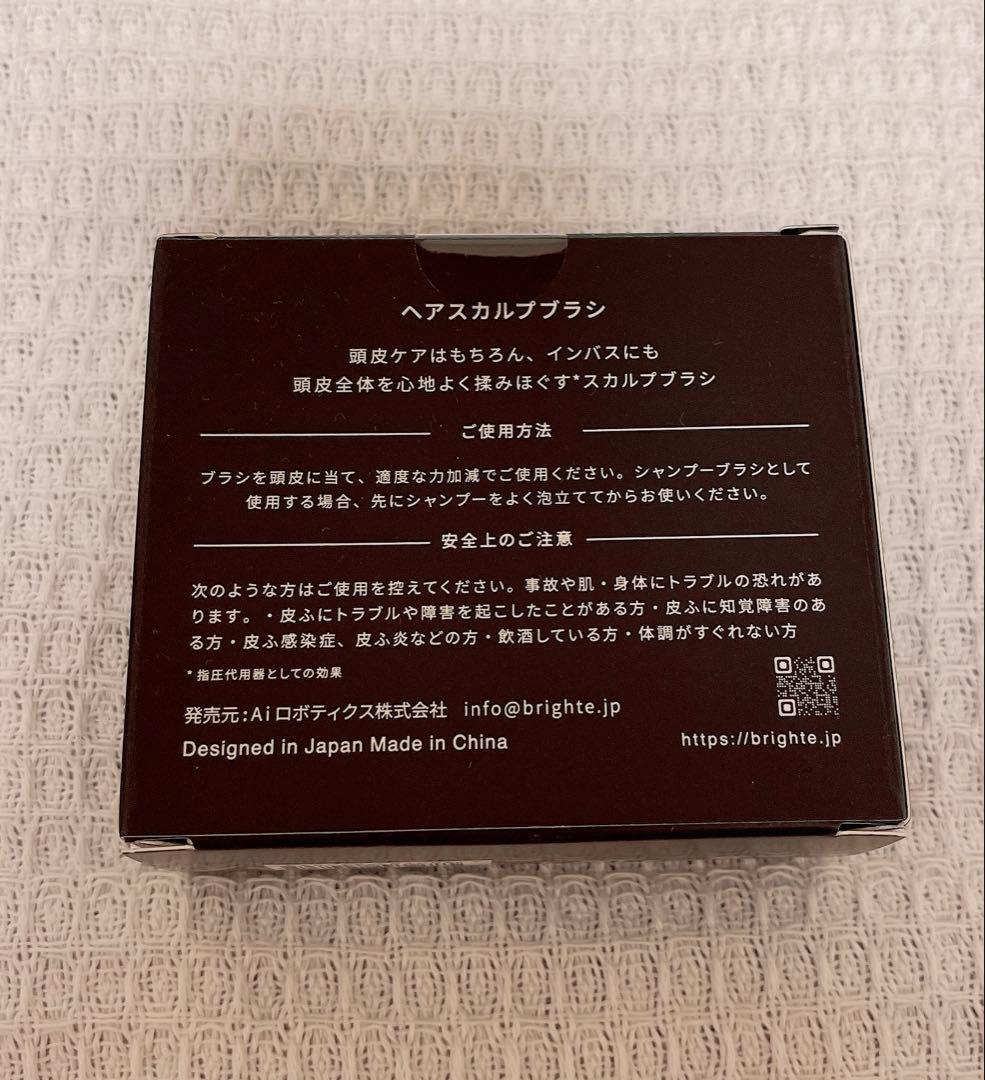 ヘアスカルプブラシ
頭皮ケアはもちろん、インバスにも
頭皮全体を心地よく揉みほぐす*スカルプブラシ
ご使用方法
ブラシを頭皮に当て、適度な力加減でご使用ください。シャンプーブラシとして
使用する場合、先にシャンプーをよく泡立ててからお使いください。
安全上のご注意
次のような方はご使用を控えてください。事故や肌・身体にトラブルの恐れがあ
ります。・皮ふにトラブルや障害を起こしたことがある方・皮ふに知覚障害のあ
る方・皮ふ感染症、皮ふ炎などの方・飲酒している方・体調がすぐれない方
* 指圧代用器としての効果
発売元:Aiロボティクス株式会社 info@brighte.jp
Designed in Japan Made in China
https://brighte.jp